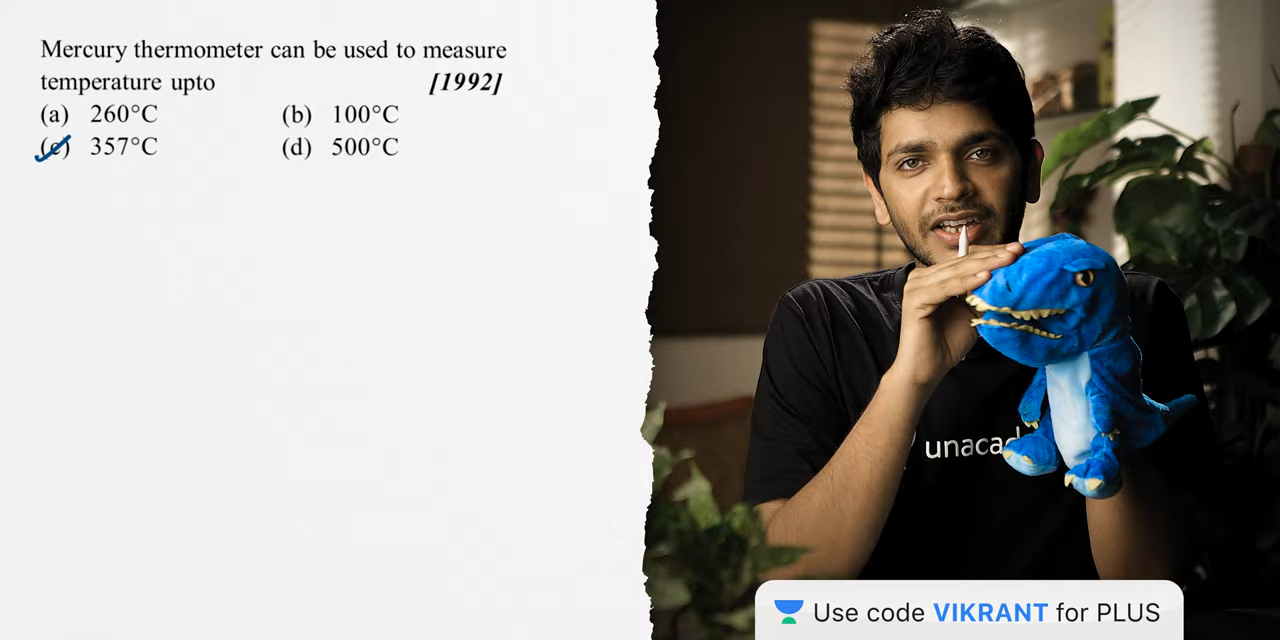 Mercury thermometer can be used to measure
temperature upto [1992]
(a) 260°C (b) 100°C
(c) 357°C (d) 500°C
unacad
Use code VIKRANT for PLUS